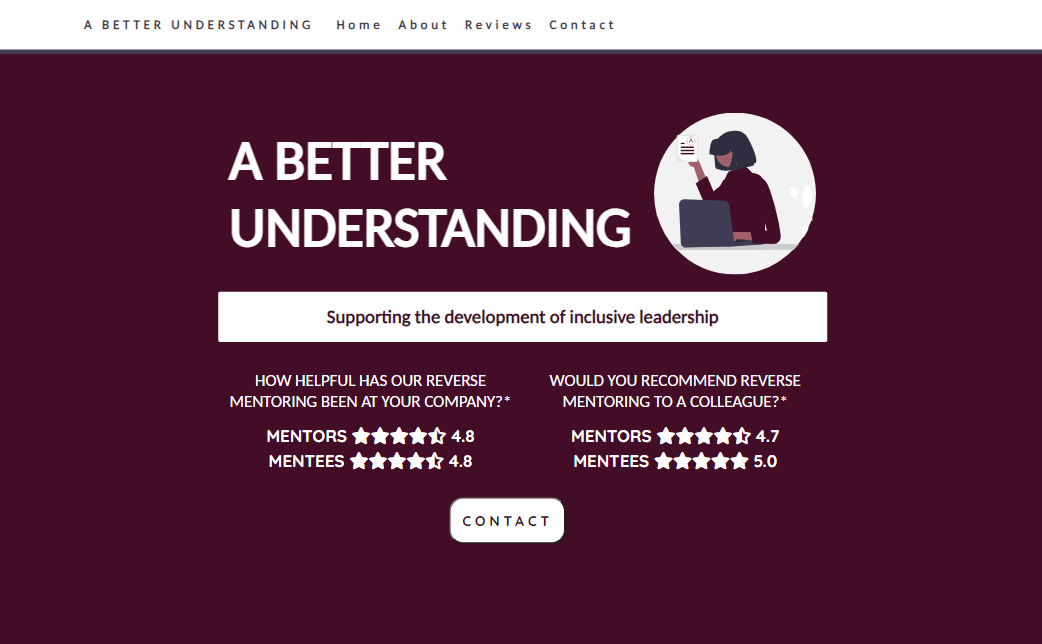 A BETTER UNDERSTANDING Home About Reviews Contact
A BETTER
UNDERSTANDING
Supporting the development of inclusive leadership
HOW HELPFUL HAS OUR REVERSE
MENTORING BEEN AT YOUR COMPANY?*
MENTORS 4.8
MENTEES 4.8
WOULD YOU RECOMMEND REVERSE
MENTORING TO A COLLEAGUE?*
MENTORS 4.7
MENTEES 5.0
CONTACT